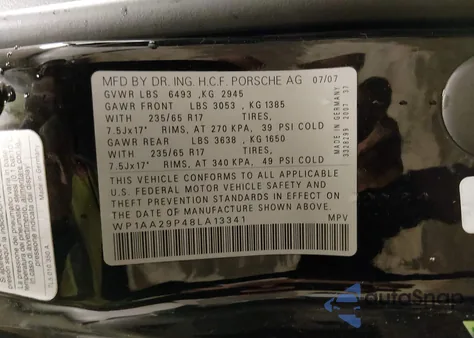 MFD BY DR. ING. H.C.F. PORSCHE AG 07/07
GVWR LBS 6493 ,KG 2945
GAWR FRONT LBS 3053 ,KG 1385
WITH 235/65 R17 TIRES,
7.5Jx17" RIMS, AT 270 KPA, 39 PSI COLD
GAWR REAR LBS 3638 ,KG 1650
WITH 235/65 R17 TIRES,
7.5Jx17" RIMS, AT 340 KPA, 49 PSI COLD
THIS VEHICLE CONFORMS TO ALL APPLICABLE
U.S. FEDERAL MOTOR VEHICLE SAFETY AND
THEFT PREVENTION STANDARDS IN EFFECT ON
THE DATE OF MANUFACTURE SHOWN ABOVE
WP1AA29P48LA13341 MPV
3228299 2007 37
Made in Germany
AutoSnap